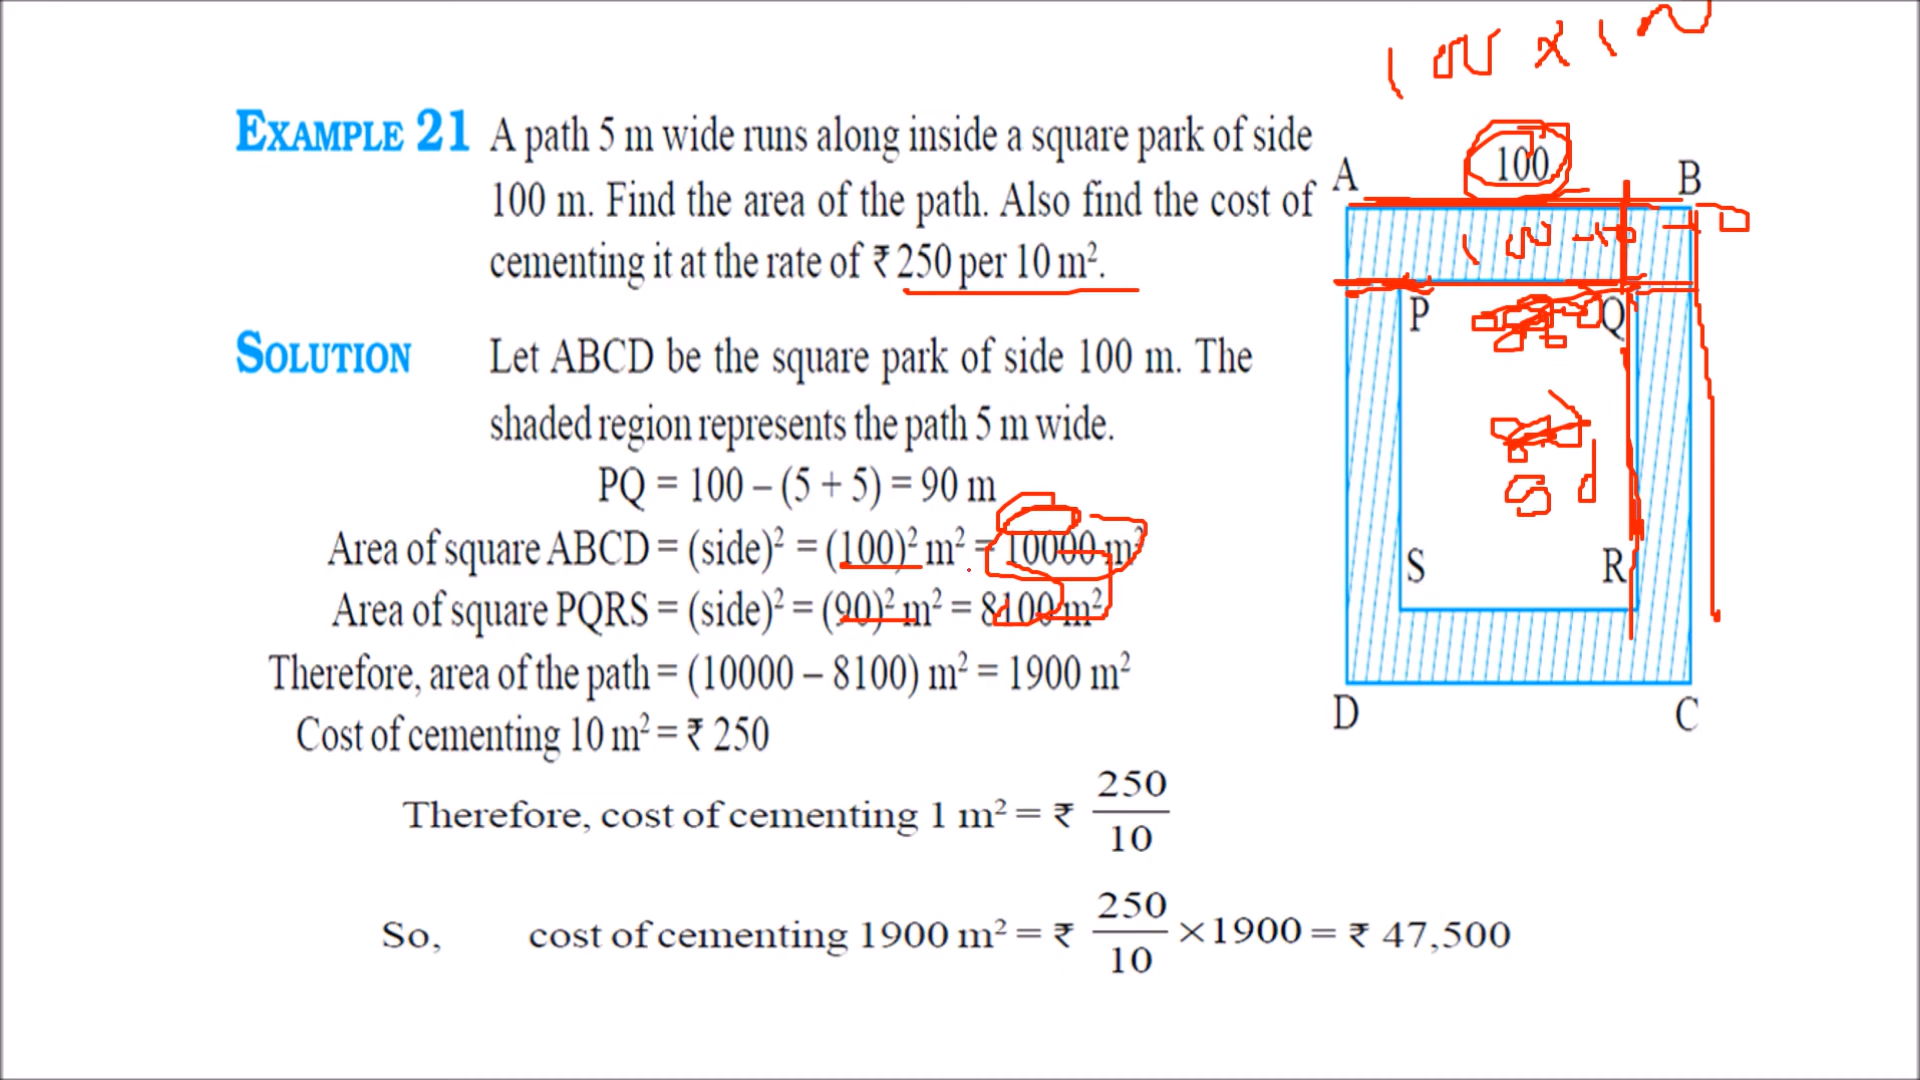 EXAMPLE 21 A path 5 m wide runs along inside a square park of side
100 m. Find the area of the path. Also find the cost of
cementing it at the rate of ₹ 250 per 10 m².
SOLUTION Let ABCD be the square park of side 100 m. The
shaded region represents the path 5 m wide.
PQ = 100 – (5 + 5) = 90 m
Area of square ABCD = (side)² = (100)² m² = 10000 m²
Area of square PQRS = (side)² = (90)² m² = 8100 m²
Therefore, area of the path = (10000 – 8100) m² = 1900 m²
Cost of cementing 10 m² = ₹ 250
Therefore, cost of cementing 1 m² = ₹ 250/10
So, cost of cementing 1900 m² = ₹ 250/10 ×1900 = ₹ 47,500
A 100 B
P Q
S R
D C